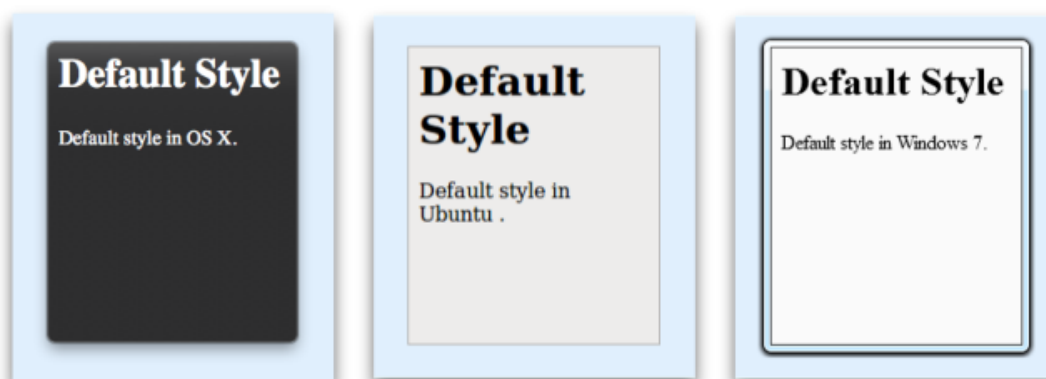 Default Style
Default style in OS X.
Default
Style
Default style in
Ubuntu .
Default Style
Default style in Windows 7.